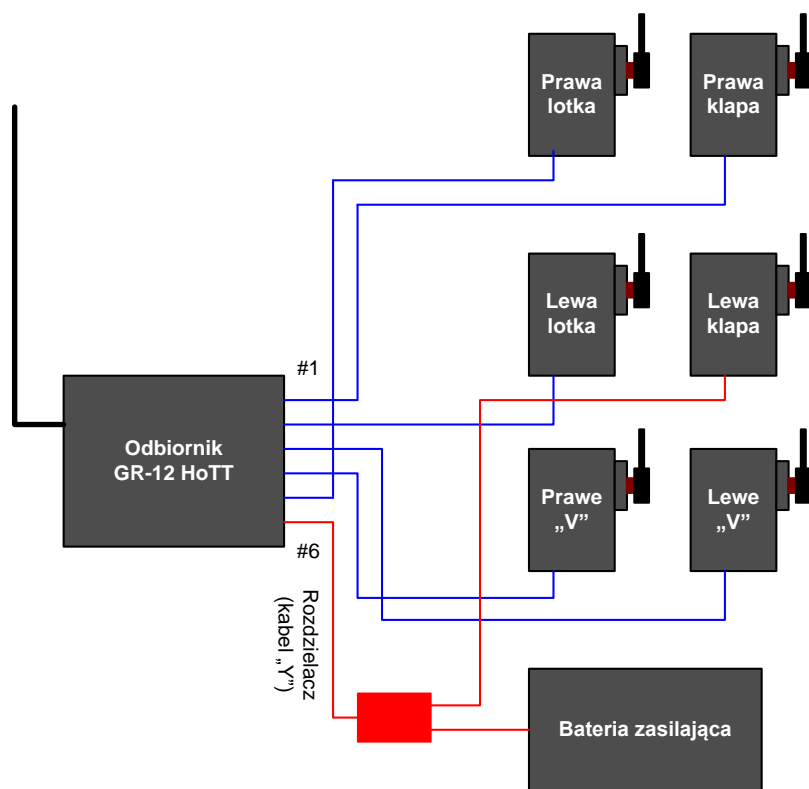 Prawa
lotka
Prawa
klapa
Lewa
lotka
Lewa
klapa
#1
Odbiornik
GR-12 HoTT
Prawe
„V”
Lewe
„V”
#6
Rozdzielacz
(kabel „Y”)
Bateria zasilająca